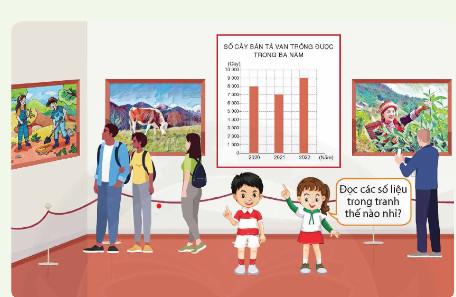 SỐ CÂY BẢN TẢ VAN TRỒNG ĐƯỢC
TRONG BA NĂM
(Cây)
10 000
9 000
8 000
7 000
6 000
5 000
4 000
3 000
2 000
1 000
0
2020 2021 2022 (Năm)
Đọc các số liệu
trong tranh
thế nào nhỉ?